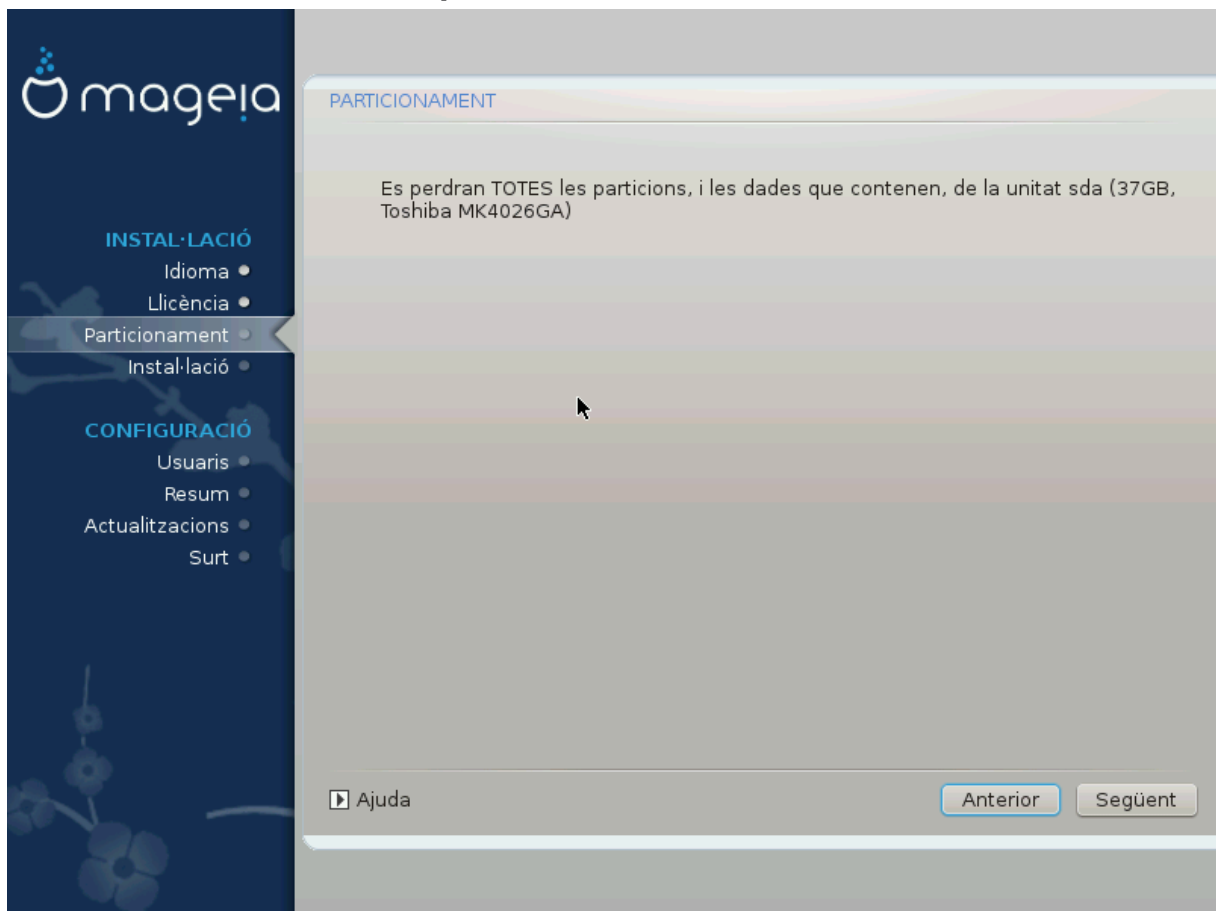 mageia
INSTAL·LACIÓ
Idioma
Llicència
Particionament
Instal·lació
CONFIGURACIÓ
Usuaris
Resum
Actualitzacions
Surt
PARTICIONAMENT
Es perdran TOTES les particions, i les dades que contenen, de la unitat sda (37GB,
Toshiba MK4026GA)
Ajuda
Anterior
Següent